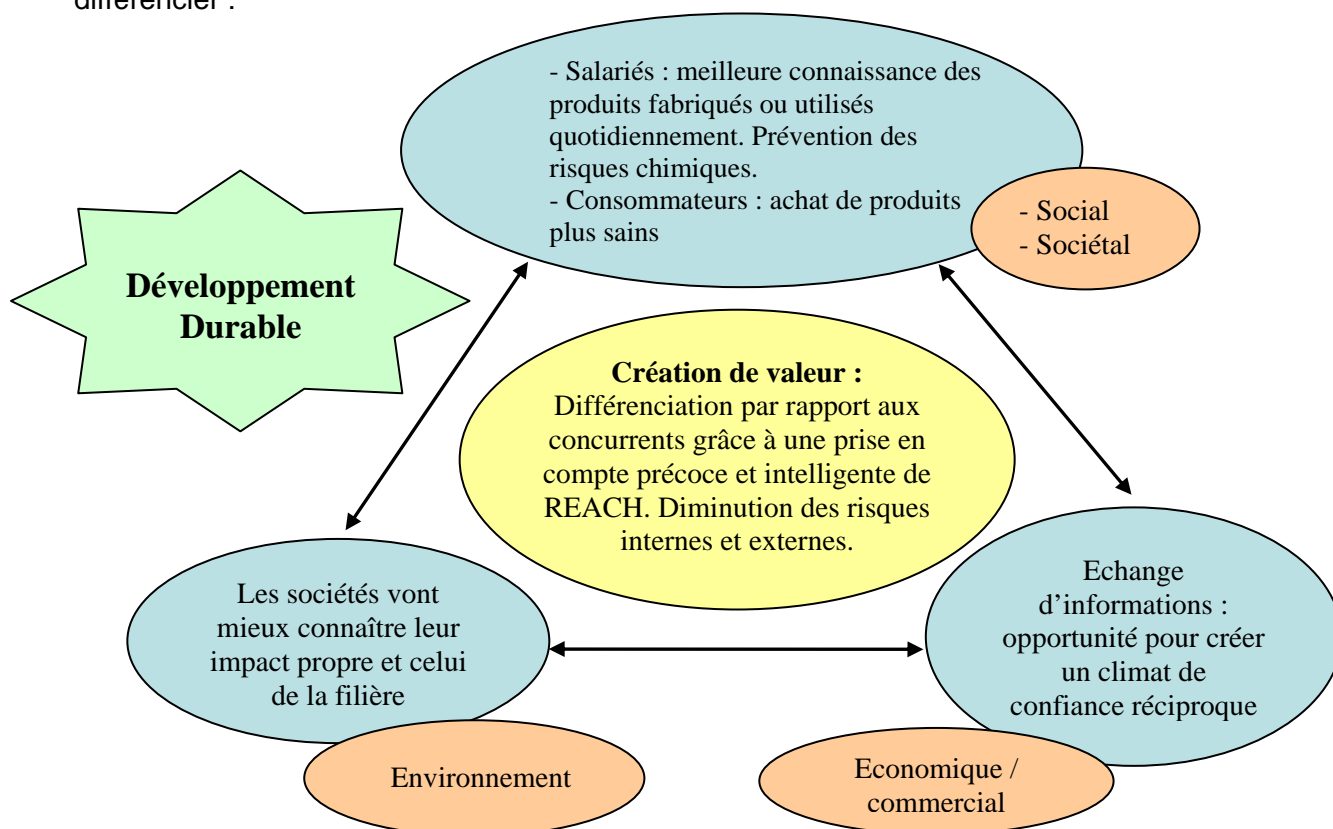 différencier :
- Salariés : meilleure connaissance des
produits fabriqués ou utilisés
quotidiennement. Prévention des
risques chimiques.
- Consommateurs : achat de produits
plus sains
- Social
- Sociétal
Développement
Durable
Création de valeur :
Différenciation par rapport aux
concurrents grâce à une prise en
compte précoce et intelligente de
REACH. Diminution des risques
internes et externes.
Les sociétés vont
mieux connaître leur
impact propre et celui
de la filière
Environnement
Echange
d’informations :
opportunité pour créer
un climat de
confiance réciproque
Economique /
commercial